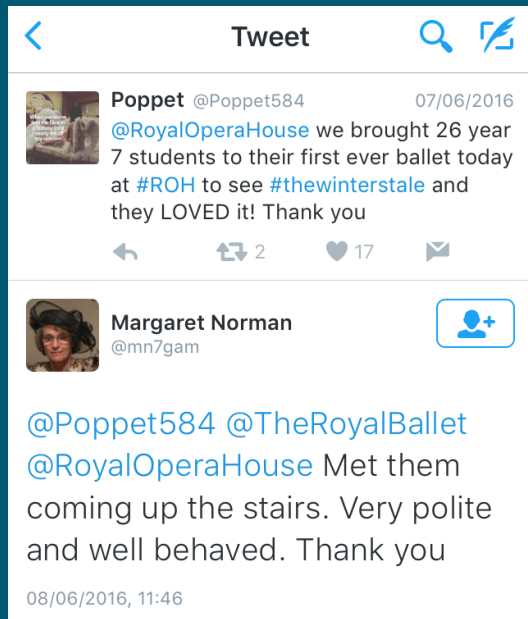 Tweet
Poppet @Poppet584 07/06/2016
@RoyalOperaHouse we brought 26 year
7 students to their first ever ballet today
at #ROH to see #thewinterstale and
they LOVED it! Thank you
2 17
Margaret Norman
@mn7gam
@Poppet584 @TheRoyalBallet
@RoyalOperaHouse Met them
coming up the stairs. Very polite
and well behaved. Thank you
08/06/2016, 11:46